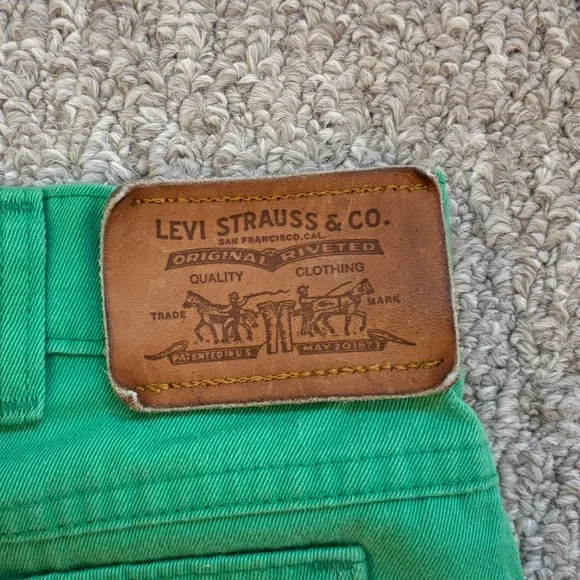 LEVI STRAUSS & CO.
SAN FRANCISCO, CAL.
ORIGINAL RIVETED
QUALITY CLOTHING
TRADE MARK
PATENTED IN U.S. MAY 20 1873